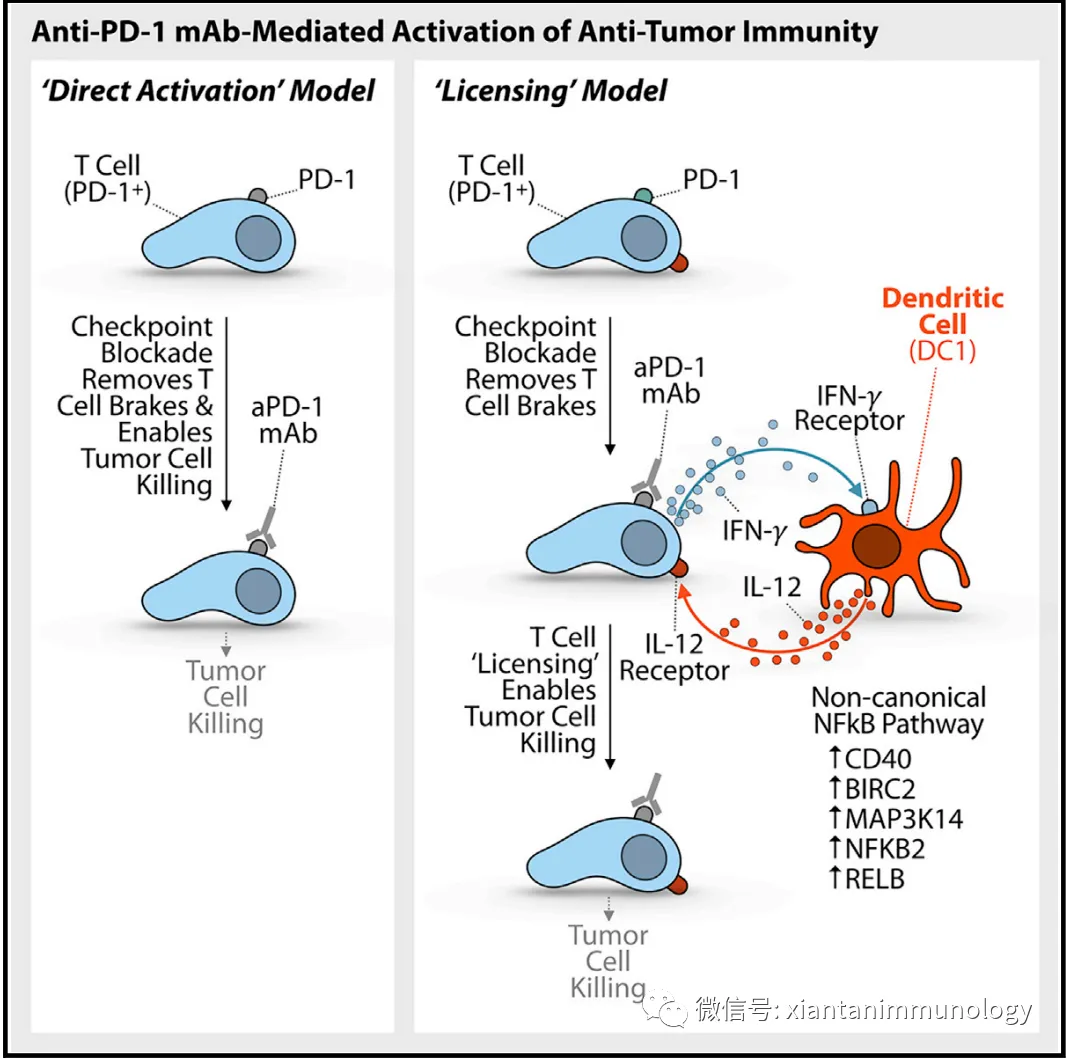 Anti-PD-1 mAb-Mediated Activation of Anti-Tumor Immunity
‘Direct Activation’ Model
T Cell
(PD-1⁺)
PD-1
Checkpoint
Blockade
Removes T
Cell Brakes &
Enables
Tumor Cell
Killing
aPD-1
mAb
Tumor
Cell
Killing
‘Licensing’ Model
T Cell
(PD-1⁺)
PD-1
Checkpoint
Blockade
Removes T
Cell Brakes
aPD-1
mAb
IFN-γ
Receptor
Dendritic
Cell
(DC1)
IFN-γ
IL-12
IL-12
Receptor
T Cell
‘Licensing’
Enables
Tumor Cell
Killing
Non-canonical
NFkB Pathway
↑CD40
↑BIRC2
↑MAP3K14
↑NFKB2
↑RELB
Tumor
Cell
Killing
微信号: xiantanimmunology